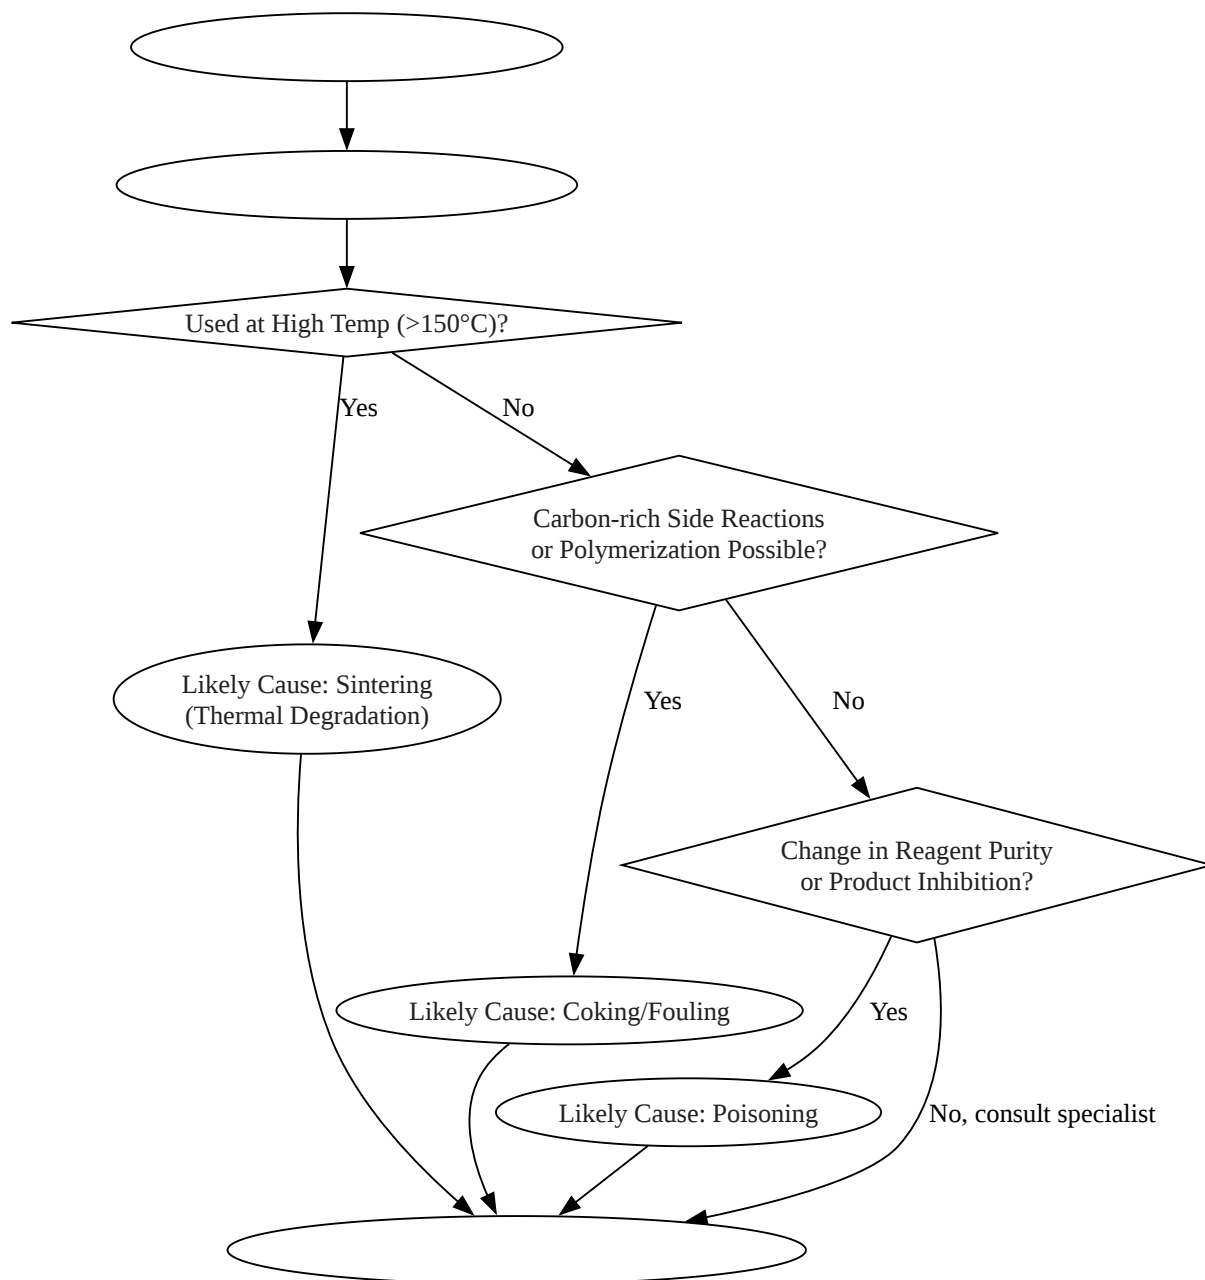 Used at High Temp (>150°C)?
Yes
No
Carbon-rich Side Reactions
or Polymerization Possible?
Likely Cause: Sintering
(Thermal Degradation)
Yes
No
Change in Reagent Purity
or Product Inhibition?
Likely Cause: Coking/Fouling
Yes
Likely Cause: Poisoning
No, consult specialist